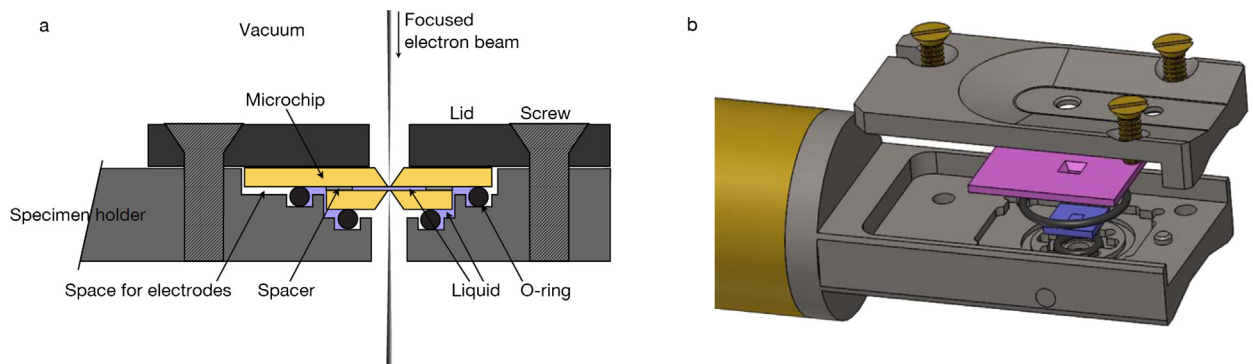 a
Vacuum
Focused
electron beam
b
Microchip
Lid
Screw
Specimen holder
Space for electrodes
Spacer
Liquid
O-ring